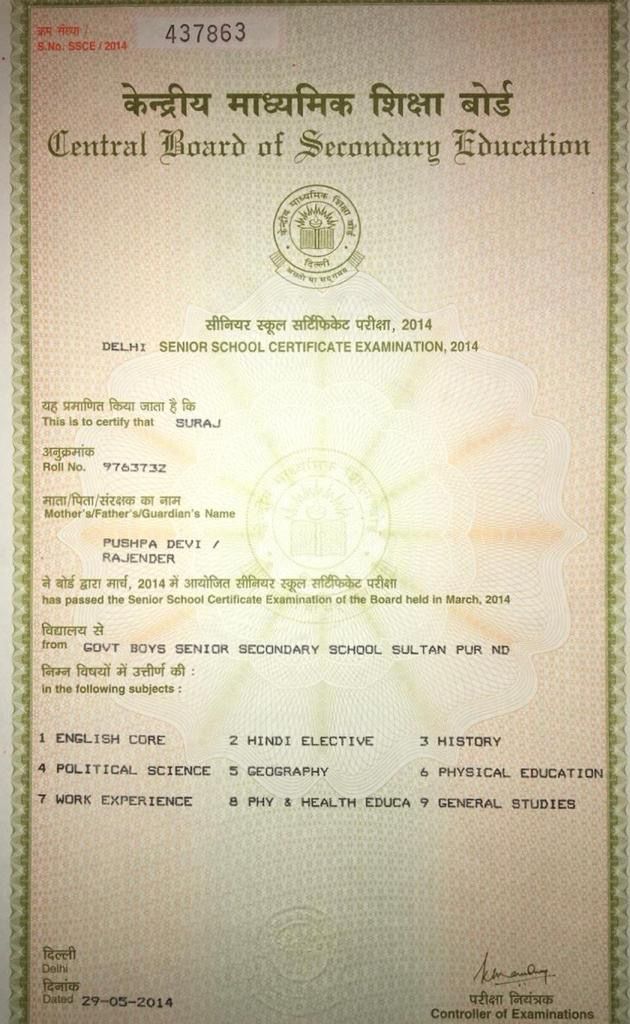 क्रम संख्या /
S.No. SSCE / 2014 437863
केन्द्रीय माध्यमिक शिक्षा बोर्ड
Central Board of Secondary Education
केन्द्रीय माध्यमिक शिक्षा बोर्ड
दिल्ली
असतो मा सद्गमय
सीनियर स्कूल सर्टिफिकेट परीक्षा, 2014
DELHI SENIOR SCHOOL CERTIFICATE EXAMINATION, 2014
यह प्रमाणित किया जाता है कि
This is to certify that SURAJ
अनुक्रमांक
Roll No. 9763732
माता/पिता/संरक्षक का नाम
Mother's/Father's/Guardian's Name
PUSHPA DEVI /
RAJENDER
ने बोर्ड द्वारा मार्च, 2014 में आयोजित सीनियर स्कूल सर्टिफिकेट परीक्षा
has passed the Senior School Certificate Examination of the Board held in March, 2014
विद्यालय से
from GOVT BOYS SENIOR SECONDARY SCHOOL SULTAN PUR ND
निम्न विषयों में उत्तीर्ण की :
in the following subjects :
1 ENGLISH CORE 2 HINDI ELECTIVE 3 HISTORY
4 POLITICAL SCIENCE 5 GEOGRAPHY 6 PHYSICAL EDUCATION
7 WORK EXPERIENCE 8 PHY & HEALTH EDUCA 9 GENERAL STUDIES
दिल्ली
Delhi
दिनांक
Dated 29-05-2014
परीक्षा नियंत्रक
Controller of Examinations